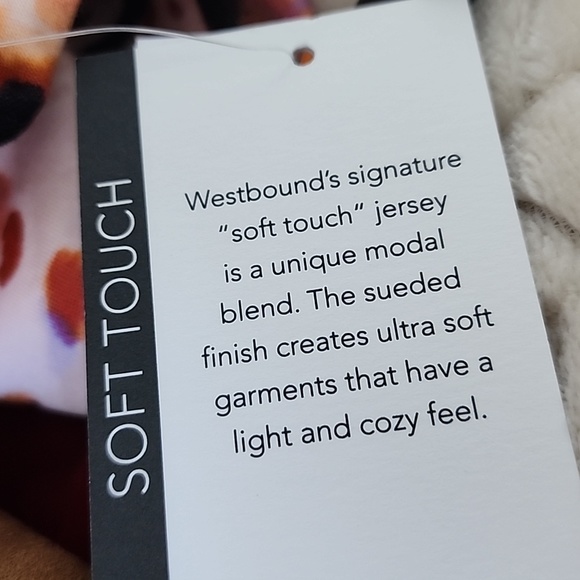 SOFT TOUCH
Westbound's signature
"soft touch" jersey
is a unique modal
blend. The sueded
finish creates ultra soft
garments that have a
light and cozy feel.